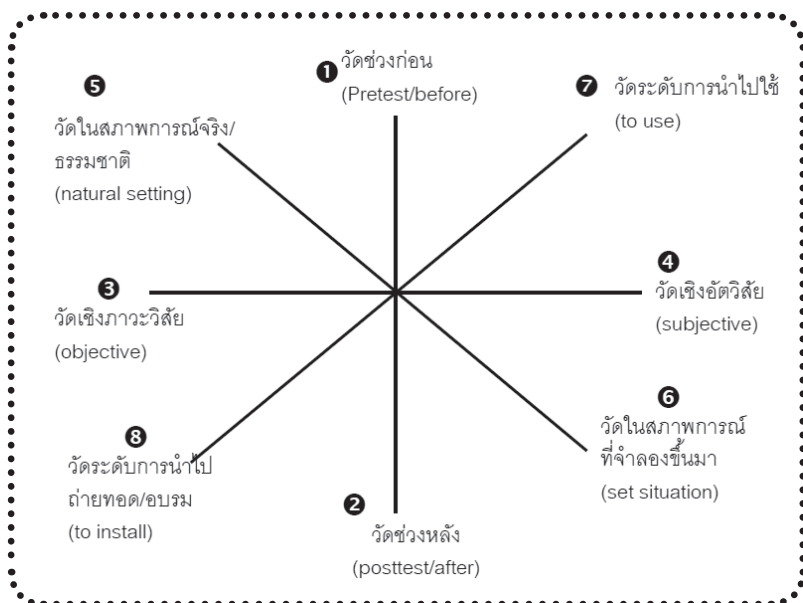 ❶ วัดช่วงก่อน
(Pretest/before)
❺
วัดในสภาพการณ์จริง/
ธรรมชาติ
(natural setting)
❼ วัดระดับการนำไปใช้
(to use)
❸
วัดเชิงภาวะวิสัย
(objective)
❹
วัดเชิงอัตวิสัย
(subjective)
❽
วัดระดับการนำไป
ถ่ายทอด/อบรม
(to install)
❻
วัดในสภาพการณ์
ที่จำลองขึ้นมา
(set situation)
❷
วัดช่วงหลัง
(posttest/after)